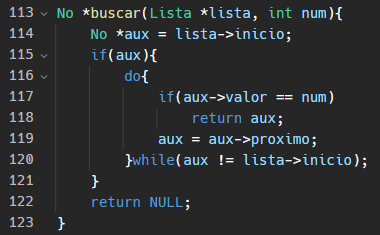 113 No *buscar(Lista *lista, int num){
114     No *aux = lista->inicio;
115     if(aux){
116         do{
117             if(aux->valor == num)
118                 return aux;
119             aux = aux->proximo;
120         }while(aux != lista->inicio);
121     }
122     return NULL;
123 }